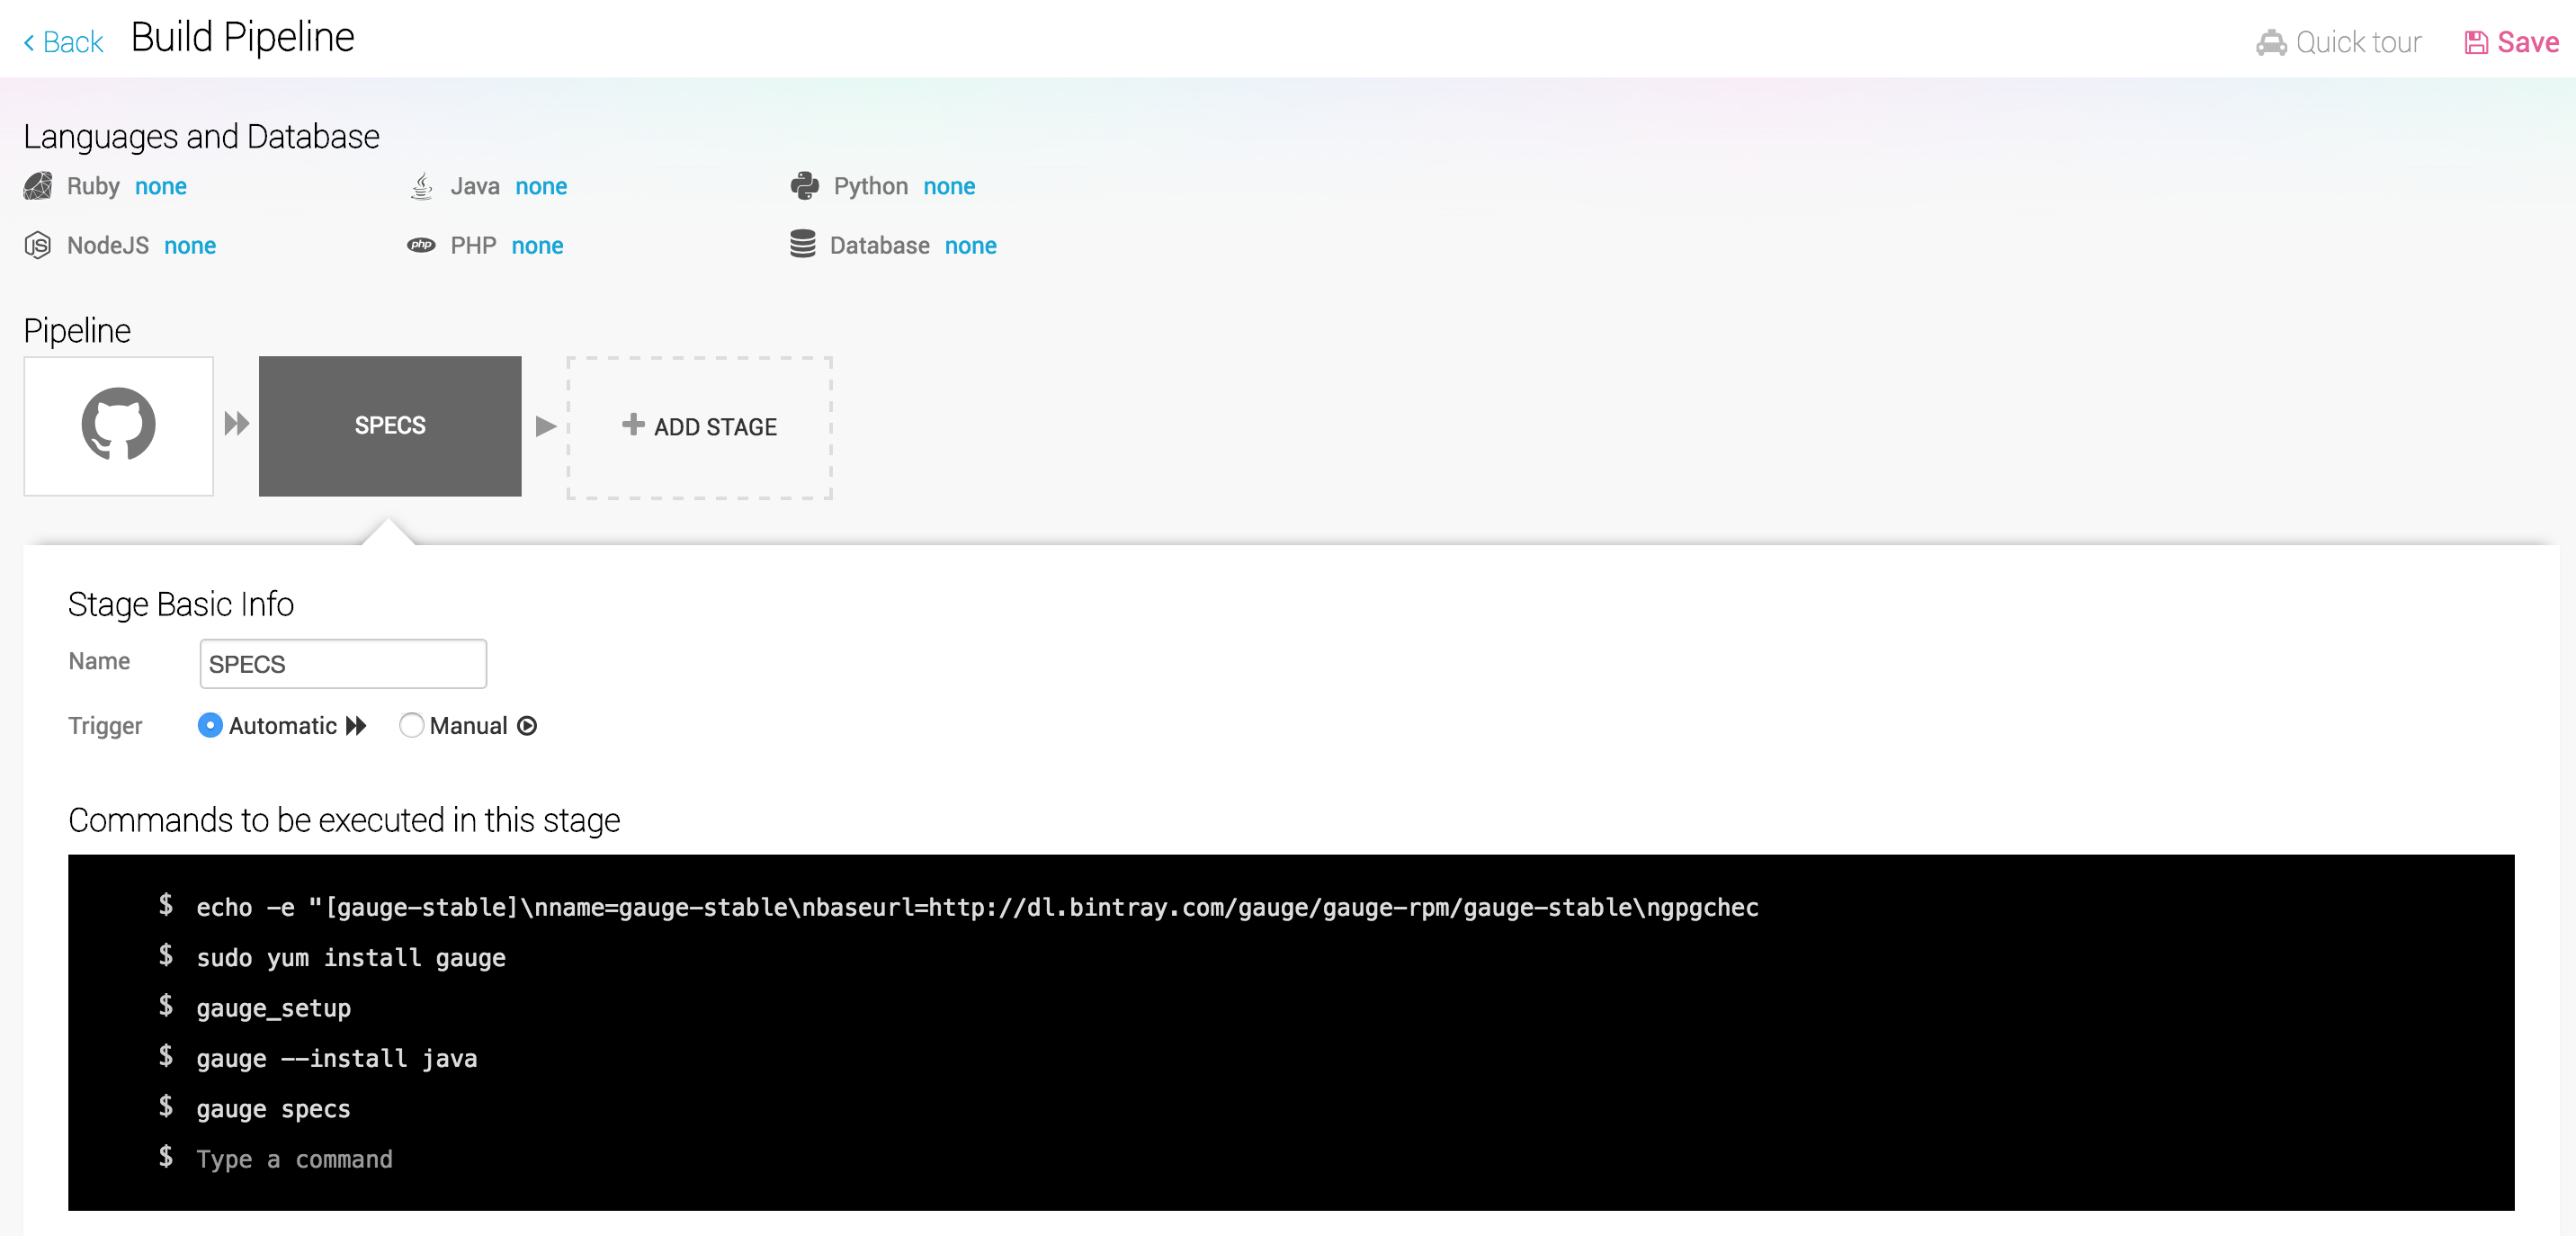 Back Build Pipeline Quick tour Save
Languages and Database
Ruby none Java none Python none
NodeJS none php PHP none Database none
Pipeline
SPECS ADD STAGE
Stage Basic Info
Name SPECS
Trigger Automatic Manual
Commands to be executed in this stage
$ echo -e "[gauge-stable]\nname=gauge-stable\nbaseurl=http://dl.bintray.com/gauge/gauge-rpm/gauge-stable\ngpgchec
$ sudo yum install gauge
$ gauge_setup
$ gauge --install java
$ gauge specs
$ Type a command